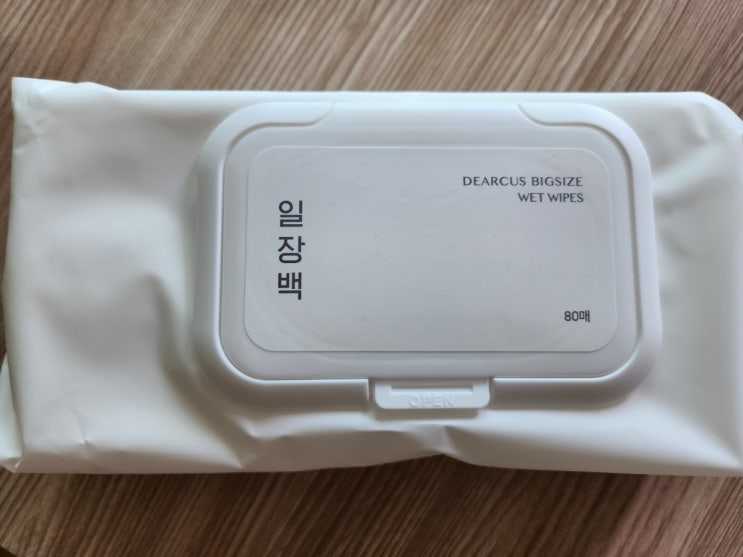 DEARCUS BIGSIZE
WET WIPES
일장백
80매
OPEN